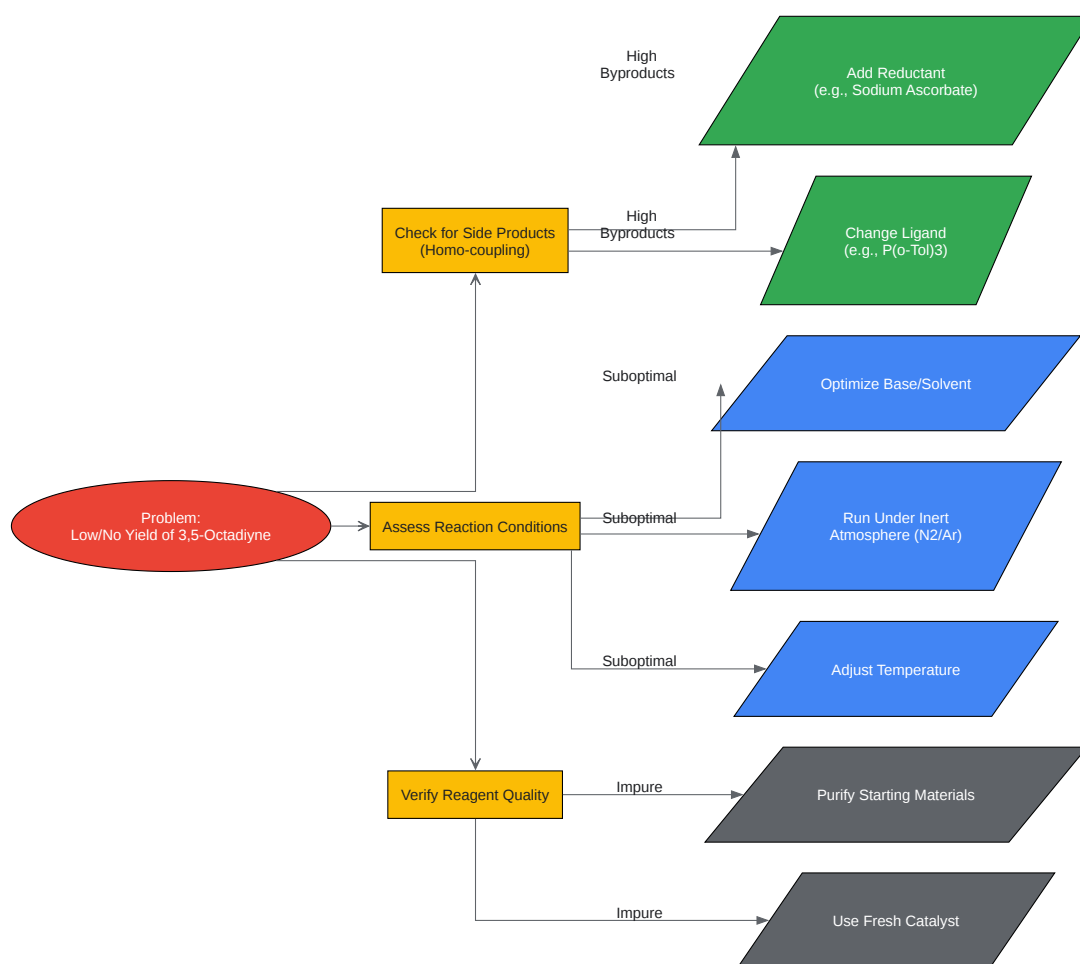 High
Byproducts
Add Reductant
(e.g., Sodium Ascorbate)
Check for Side Products
(Homo-coupling)
High
Byproducts
Change Ligand
(e.g., P(o-Tol)3)
Suboptimal
Optimize Base/Solvent
Problem:
Low/No Yield of 3,5-Octadiyne
Assess Reaction Conditions
Suboptimal
Run Under Inert
Atmosphere (N2/Ar)
Suboptimal
Adjust Temperature
Verify Reagent Quality
Impure
Purify Starting Materials
Impure
Use Fresh Catalyst